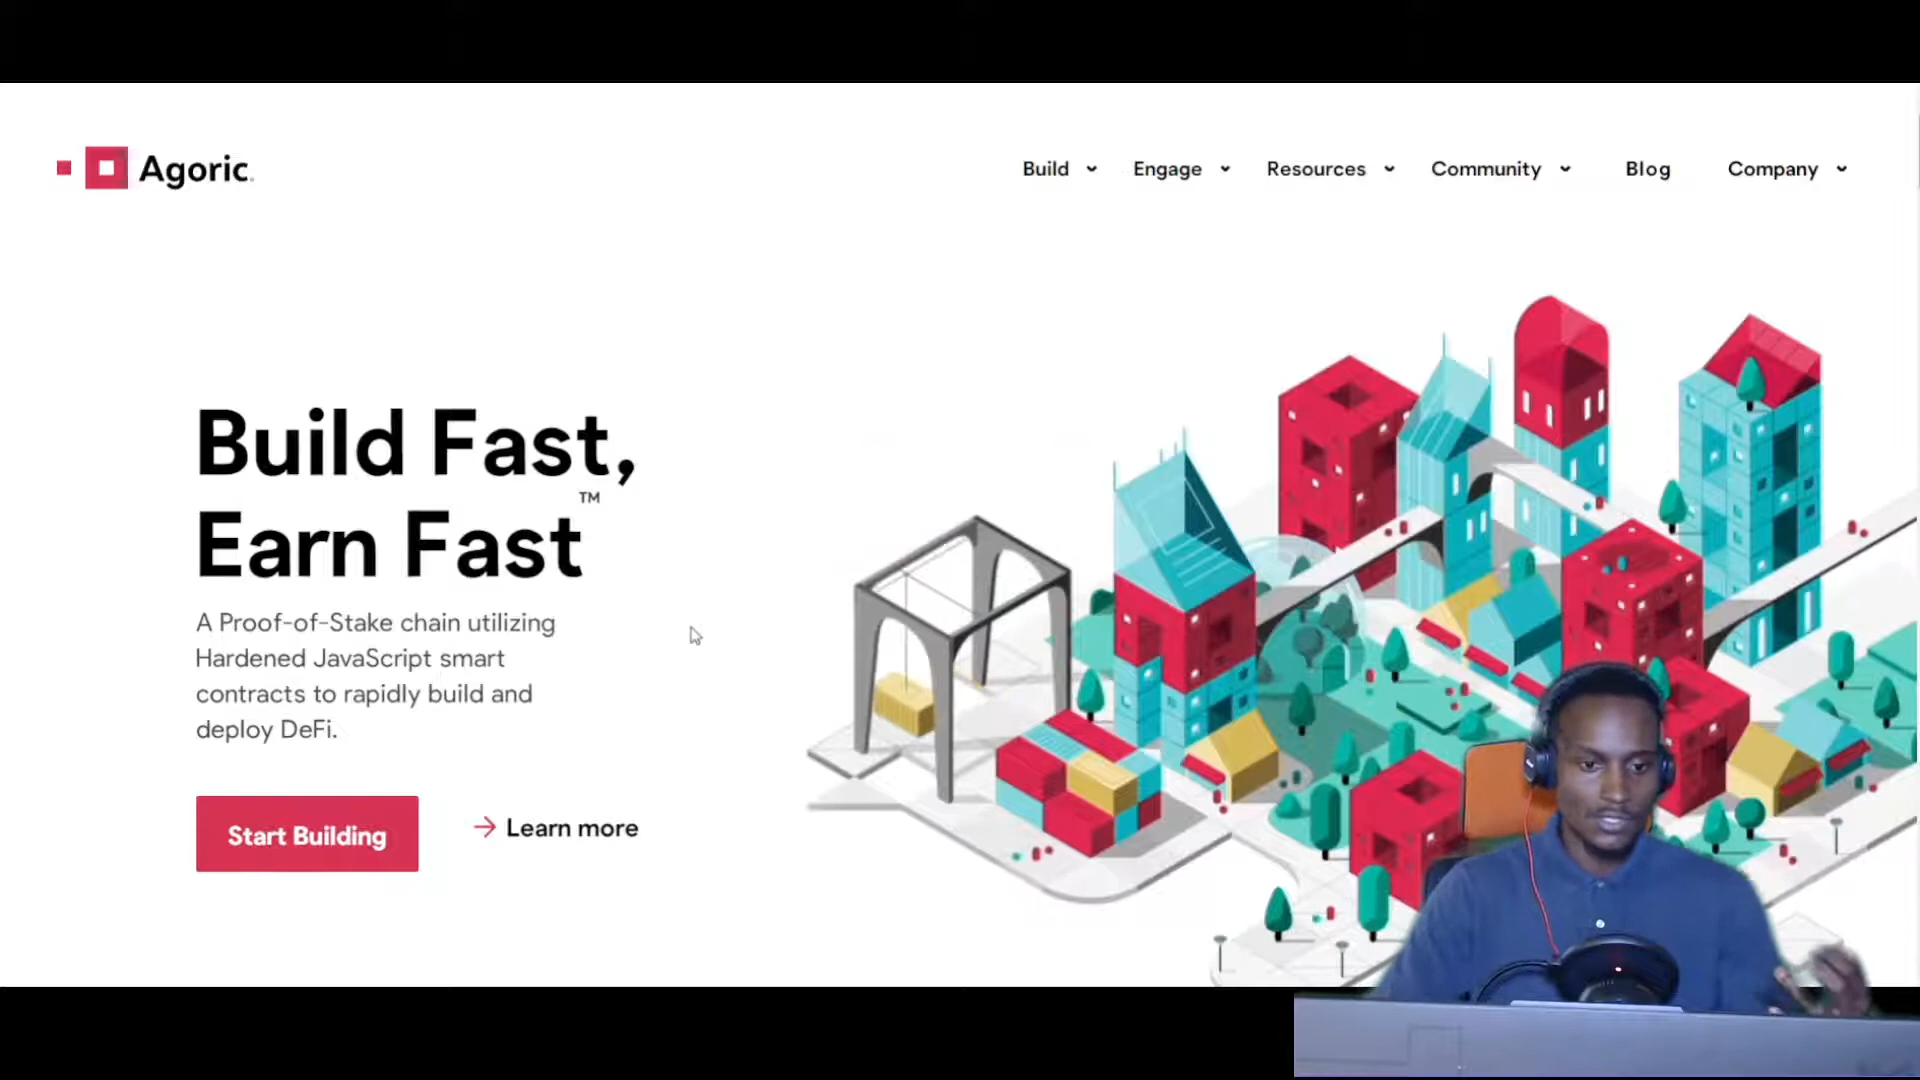 Agoric.
Build
Engage
Resources
Community
Blog
Company
Build Fast,
Earn Fast™
A Proof-of-Stake chain utilizing
Hardened JavaScript smart
contracts to rapidly build and
deploy DeFi.
Start Building
→ Learn more